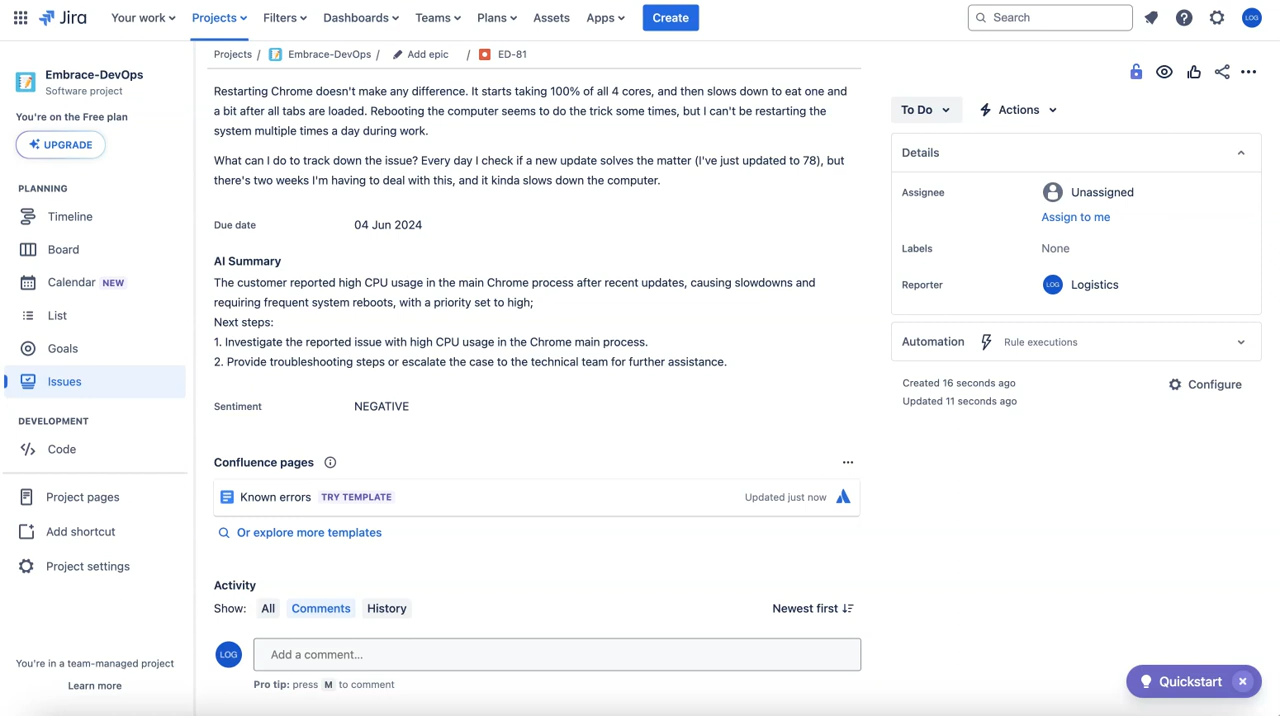 Jira Your work Projects Filters Dashboards Teams Plans Assets Apps Create Search LOG
Embrace-DevOps
Software project
You're on the Free plan
UPGRADE
PLANNING
Timeline
Board
Calendar NEW
List
Goals
Issues
DEVELOPMENT
Code
Project pages
Add shortcut
Project settings
You're in a team-managed project
Learn more
Projects / Embrace-DevOps / Add epic / ED-81
Restarting Chrome doesn't make any difference. It starts taking 100% of all 4 cores, and then slows down to eat one and
a bit after all tabs are loaded. Rebooting the computer seems to do the trick some times, but I can't be restarting the
system multiple times a day during work.
What can I do to track down the issue? Every day I check if a new update solves the matter (I've just updated to 78), but
there's two weeks I'm having to deal with this, and it kinda slows down the computer.
Due date 04 Jun 2024
AI Summary
The customer reported high CPU usage in the main Chrome process after recent updates, causing slowdowns and
requiring frequent system reboots, with a priority set to high;
Next steps:
1. Investigate the reported issue with high CPU usage in the Chrome main process.
2. Provide troubleshooting steps or escalate the case to the technical team for further assistance.
Sentiment NEGATIVE
Confluence pages
Known errors TRY TEMPLATE Updated just now
Or explore more templates
Activity
Show: All Comments History Newest first
LOG Add a comment...
Pro tip: press M to comment
To Do Actions
Details
Assignee Unassigned
Assign to me
Labels None
Reporter LOG Logistics
Automation Rule executions
Created 16 seconds ago Configure
Updated 11 seconds ago
Quickstart